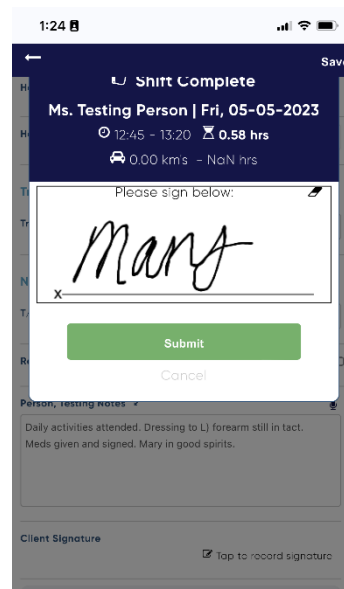 1:24
Save
Shift Complete
Ms. Testing Person | Fri, 05-05-2023
12:45 - 13:20 0.58 hrs
0.00 kms - NaN hrs
Please sign below:
Mary
X
Submit
Cancel
Person, Testing Notes
Daily activities attended. Dressing to L) forearm still in tact.
Meds given and signed. Mary in good spirits.
Client Signature
Tap to record signature